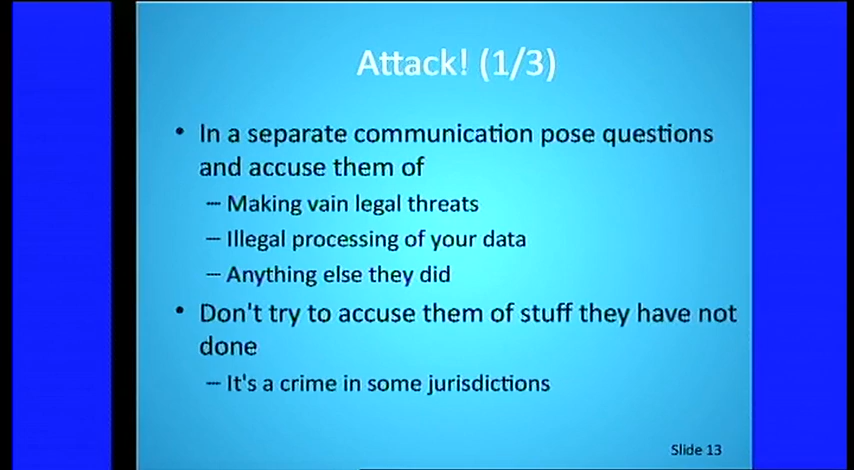 Attack! (1/3)
• In a separate communication pose questions
and accuse them of
– Making vain legal threats
– Illegal processing of your data
– Anything else they did
• Don't try to accuse them of stuff they have not
done
– It's a crime in some jurisdictions
Slide 13